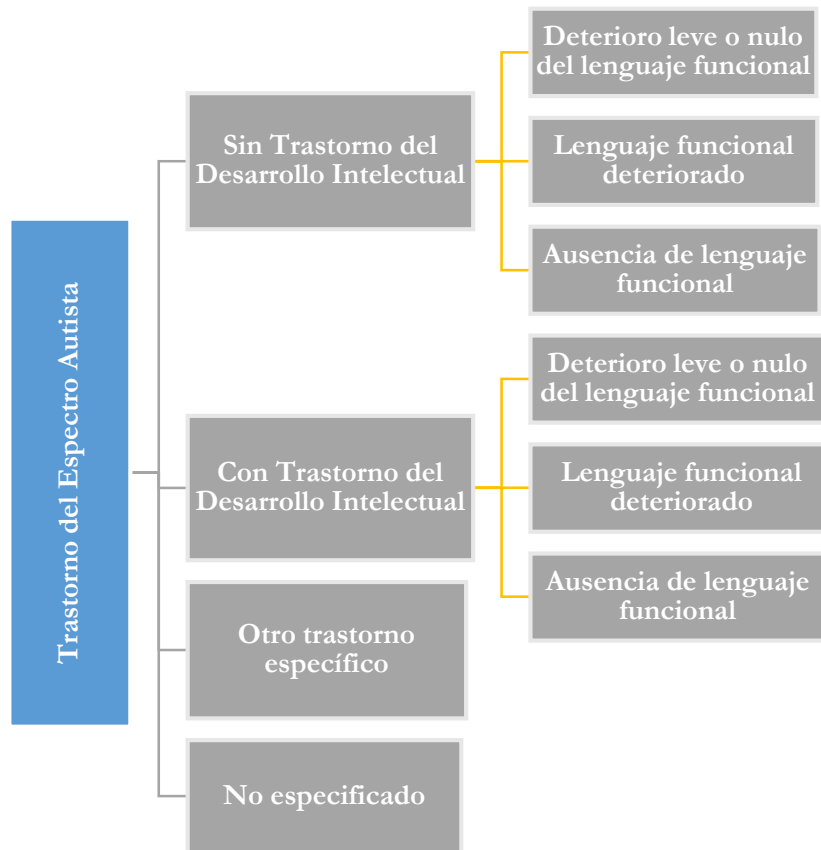 Trastorno del Espectro Autista
Sin Trastorno del
Desarrollo Intelectual
Deterioro leve o nulo
del lenguaje funcional
Lenguaje funcional
deteriorado
Ausencia de lenguaje
funcional
Con Trastorno del
Desarrollo Intelectual
Deterioro leve o nulo
del lenguaje funcional
Lenguaje funcional
deteriorado
Ausencia de lenguaje
funcional
Otro trastorno
específico
No especificado